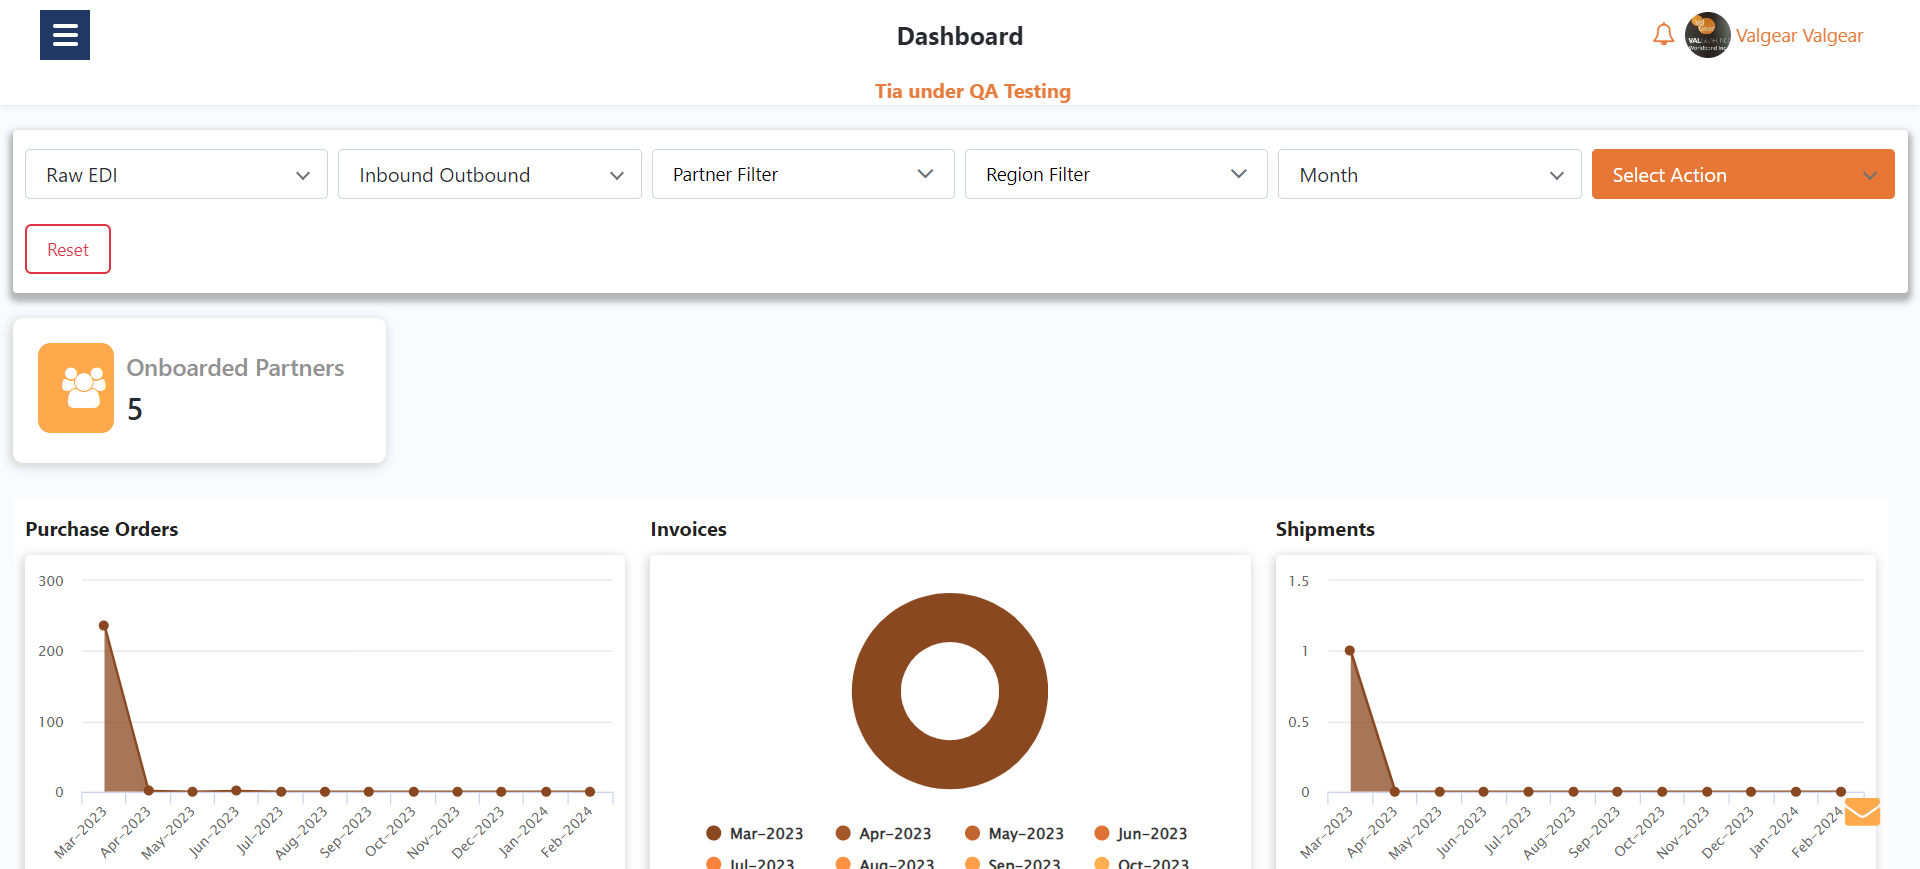 Dashboard
Valgear Valgear
Tia under QA Testing
Raw EDI
Inbound Outbound
Partner Filter
Region Filter
Month
Select Action
Reset
Onboarded Partners
5
Purchase Orders
300
200
100
0
Mar-2023
Apr-2023
May-2023
Jun-2023
Jul-2023
Aug-2023
Sep-2023
Oct-2023
Nov-2023
Dec-2023
Jan-2024
Feb-2024
Invoices
Mar-2023
Apr-2023
May-2023
Jun-2023
Jul-2023
Aug-2023
Sep-2023
Oct-2023
Shipments
1.5
1
0.5
0
Mar-2023
Apr-2023
May-2023
Jun-2023
Jul-2023
Aug-2023
Sep-2023
Oct-2023
Nov-2023
Dec-2023
Jan-2024
Feb-2024